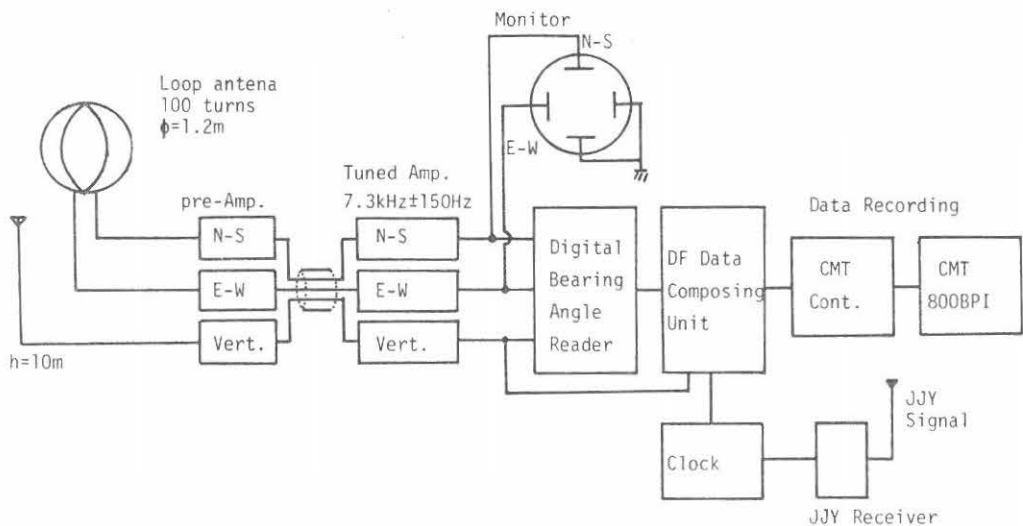 Monitor
N-S
E-W
Loop antena
100 turns
ϕ=1.2m
pre-Amp.
N-S
E-W
Vert.
h=10m
Tuned Amp.
7.3kHz±150Hz
N-S
E-W
Vert.
Digital
Bearing
Angle
Reader
DF Data
Composing
Unit
Data Recording
CMT
Cont.
CMT
800BPI
Clock
JJY
Signal
JJY Receiver